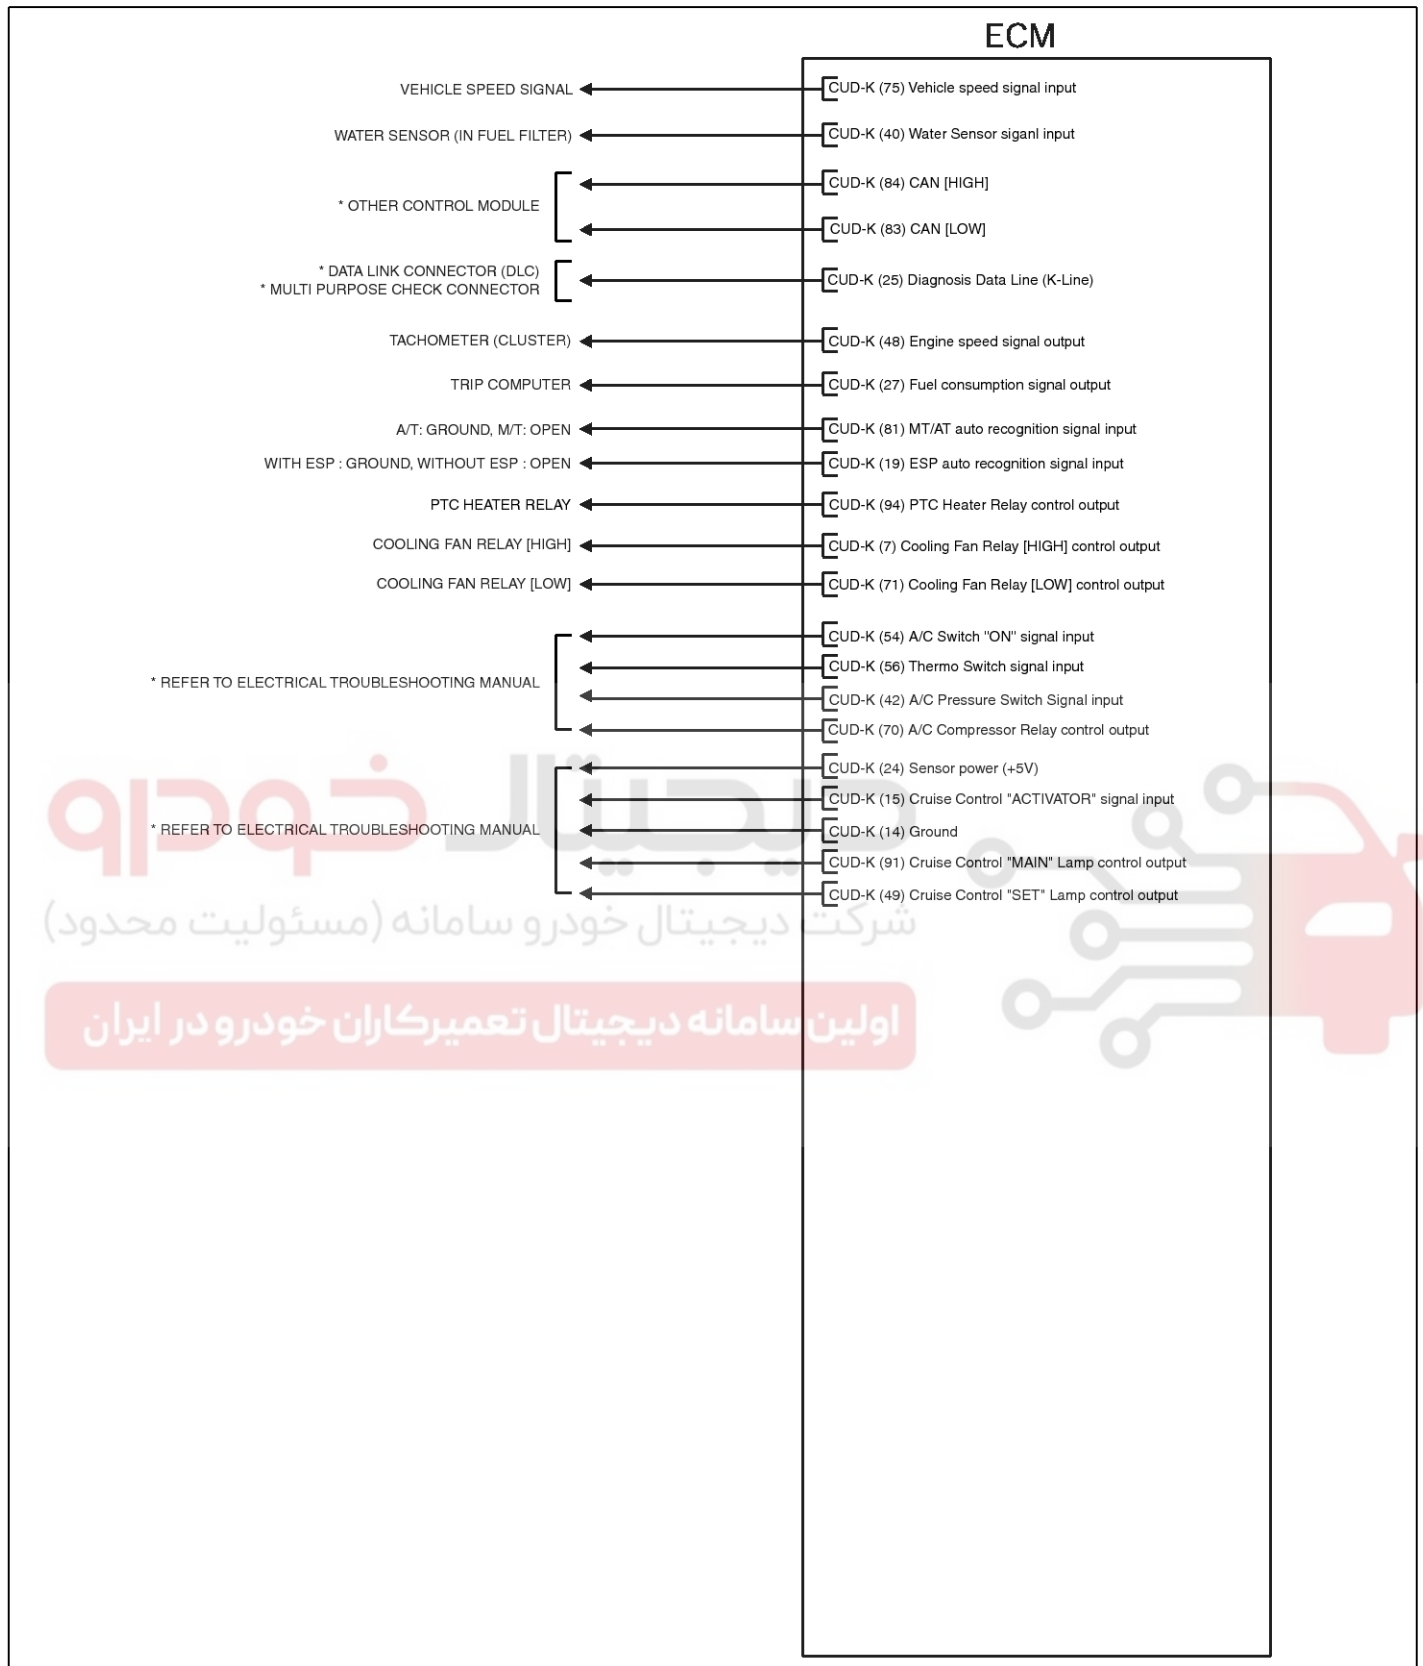 ECM
VEHICLE SPEED SIGNAL CUD-K (75) Vehicle speed signal input
WATER SENSOR (IN FUEL FILTER) CUD-K (40) Water Sensor siganl input
CUD-K (84) CAN [HIGH]
* OTHER CONTROL MODULE
CUD-K (83) CAN [LOW]
* DATA LINK CONNECTOR (DLC)
* MULTI PURPOSE CHECK CONNECTOR
CUD-K (25) Diagnosis Data Line (K-Line)
TACHOMETER (CLUSTER) CUD-K (48) Engine speed signal output
TRIP COMPUTER CUD-K (27) Fuel consumption signal output
A/T: GROUND, M/T: OPEN CUD-K (81) MT/AT auto recognition signal input
WITH ESP : GROUND, WITHOUT ESP : OPEN CUD-K (19) ESP auto recognition signal input
PTC HEATER RELAY CUD-K (94) PTC Heater Relay control output
COOLING FAN RELAY [HIGH] CUD-K (7) Cooling Fan Relay [HIGH] control output
COOLING FAN RELAY [LOW] CUD-K (71) Cooling Fan Relay [LOW] control output
CUD-K (54) A/C Switch "ON" signal input
CUD-K (56) Thermo Switch signal input
* REFER TO ELECTRICAL TROUBLESHOOTING MANUAL
CUD-K (42) A/C Pressure Switch Signal input
CUD-K (70) A/C Compressor Relay control output
CUD-K (24) Sensor power (+5V)
CUD-K (15) Cruise Control "ACTIVATOR" signal input
* REFER TO ELECTRICAL TROUBLESHOOTING MANUAL CUD-K (14) Ground
CUD-K (91) Cruise Control "MAIN" Lamp control output
CUD-K (49) Cruise Control "SET" Lamp control output
دیجیتال خودرو
شرکت دیجیتال خودرو سامانه (مسئولیت محدود)
اولین سامانه دیجیتال تعمیرکاران خودرو در ایران